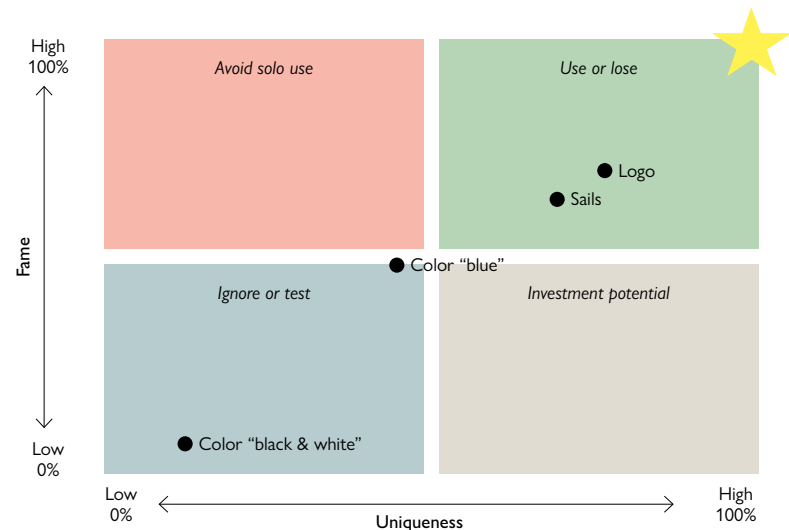 High
100%
Avoid solo use
Use or lose
Logo
Sails
Fame
Color “blue”
Ignore or test
Investment potential
Color “black & white”
Low
0%
Low
0%
High
100%
Uniqueness